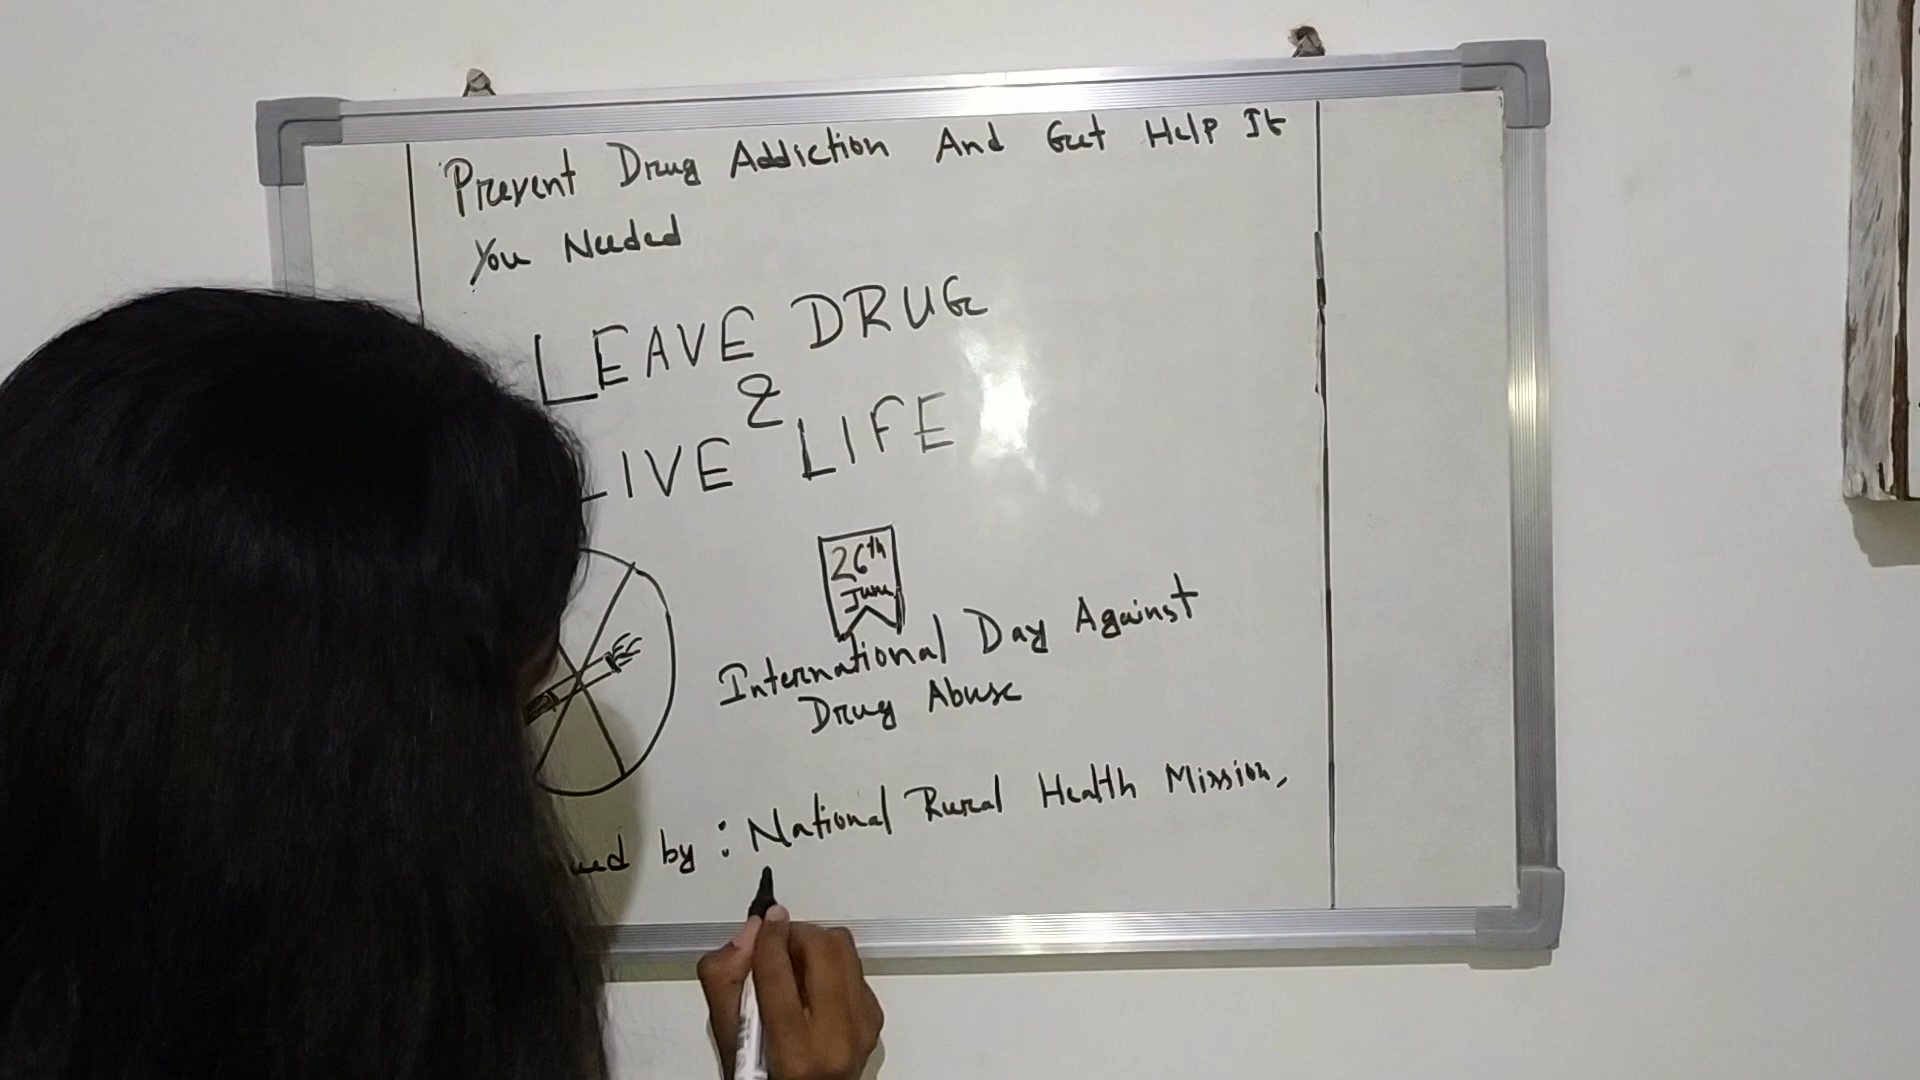 Prevent Drug Addiction And Get Help It
You Needed
LEAVE DRUG
&
LIVE LIFE
26th
June
International Day Against
Drug Abuse
by : National Rural Health Mission,